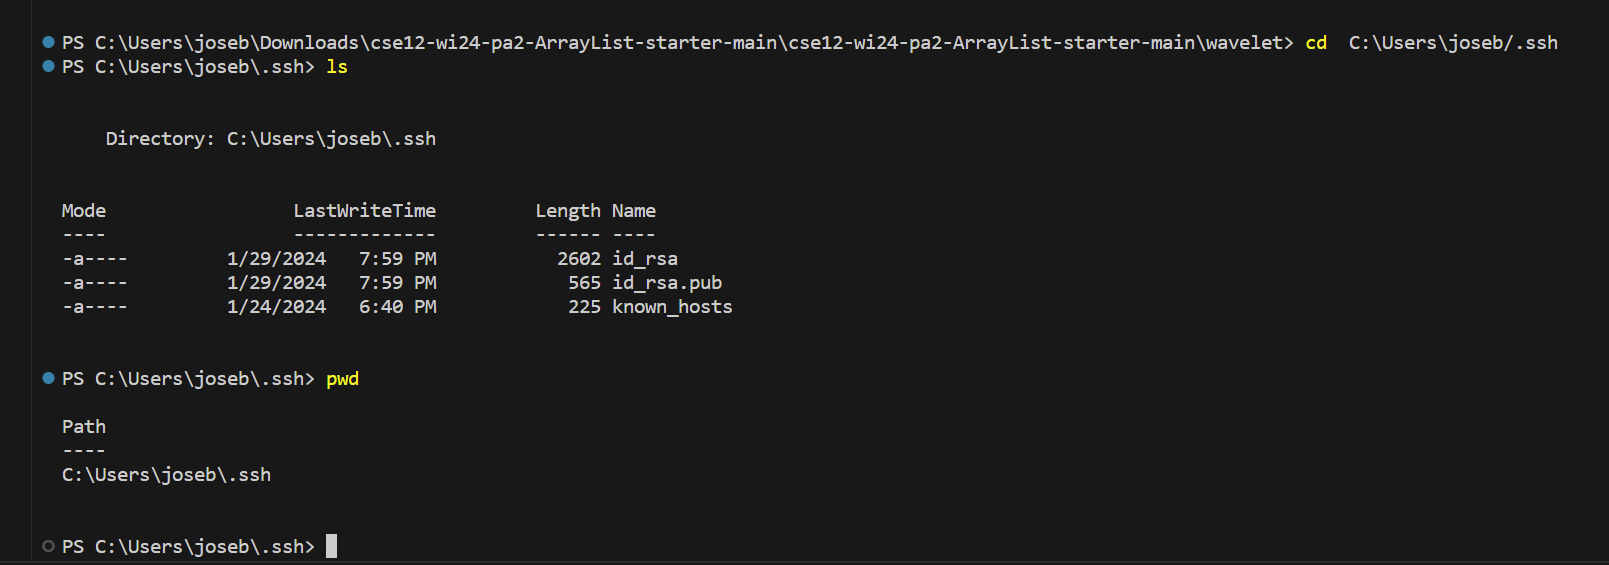 PS C:\Users\joseb\Downloads\cse12-wi24-pa2-ArrayList-starter-main\cse12-wi24-pa2-ArrayList-starter-main\wavelet> cd  C:\Users\joseb/.ssh
PS C:\Users\joseb\.ssh> ls
    Directory: C:\Users\joseb\.ssh
Mode                 LastWriteTime         Length Name
----                 -------------         ------ ----
-a----         1/29/2024   7:59 PM           2602 id_rsa
-a----         1/29/2024   7:59 PM            565 id_rsa.pub
-a----         1/24/2024   6:40 PM            225 known_hosts
PS C:\Users\joseb\.ssh> pwd
Path
----
C:\Users\joseb\.ssh
PS C:\Users\joseb\.ssh>